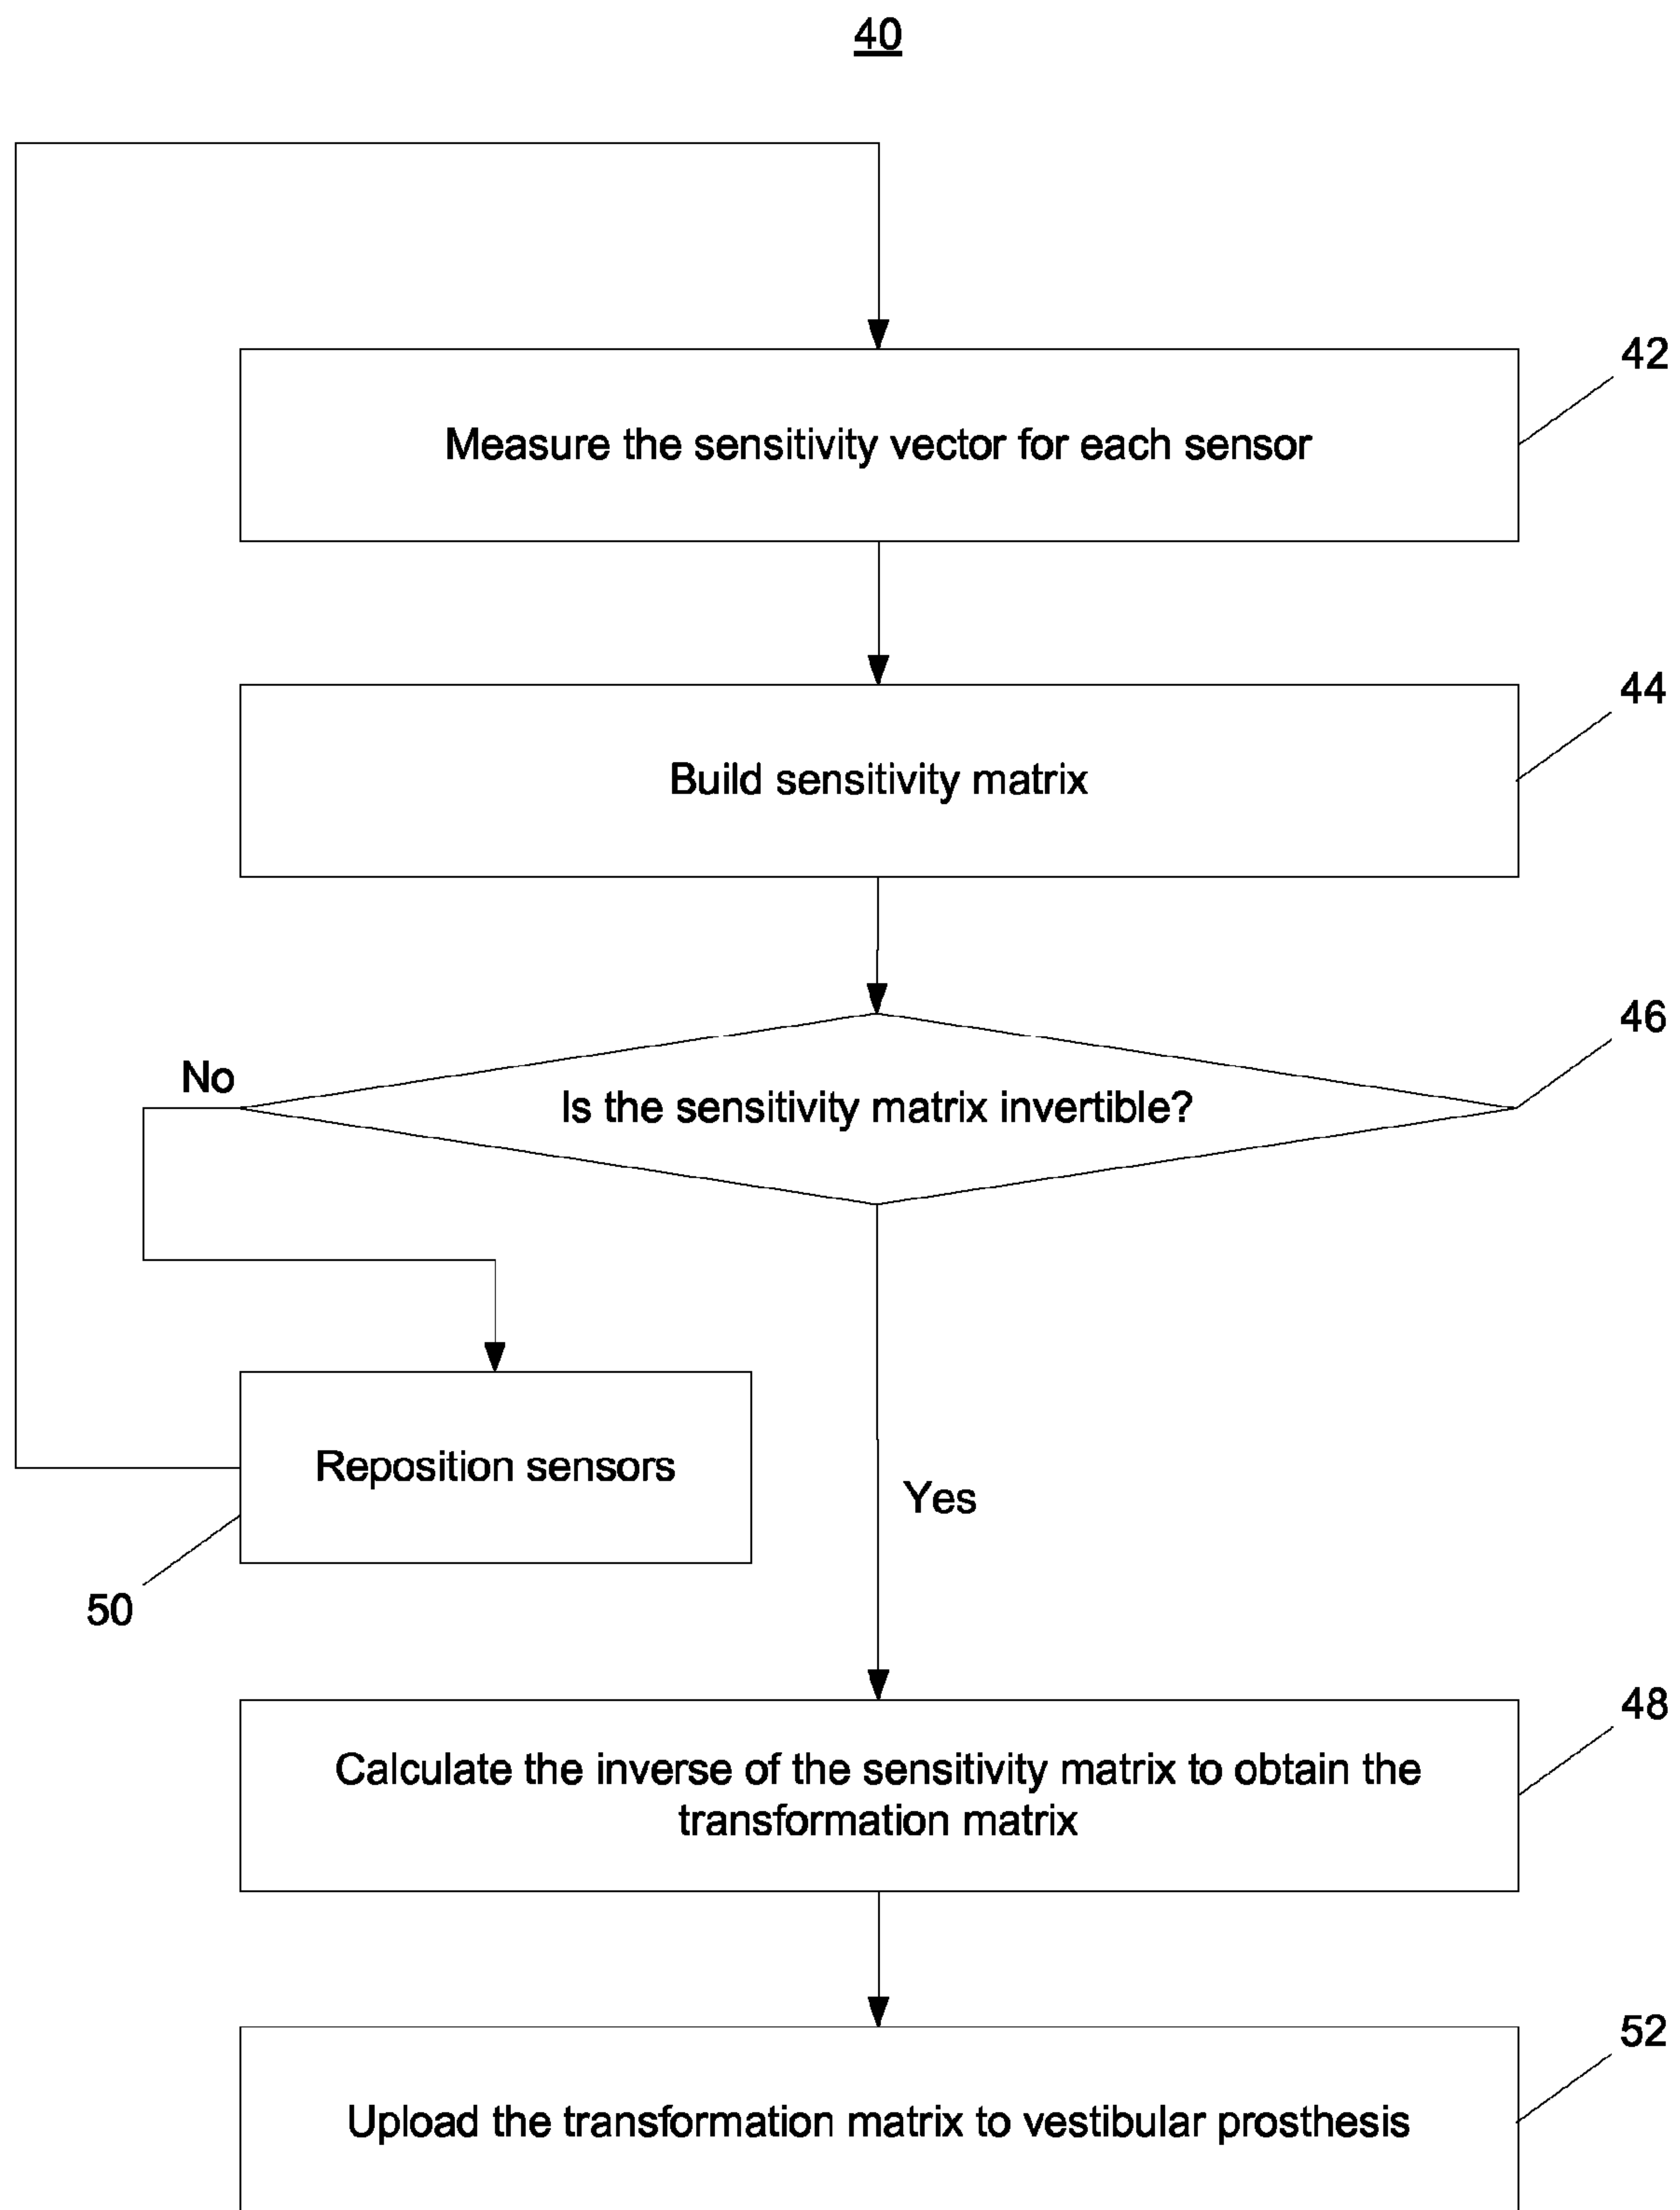 40
42
Measure the sensitivity vector for each sensor
44
Build sensitivity matrix
46
No
Is the sensitivity matrix invertible?
Reposition sensors
Yes
50
48
Calculate the inverse of the sensitivity matrix to obtain the
transformation matrix
52
Upload the transformation matrix to vestibular prosthesis